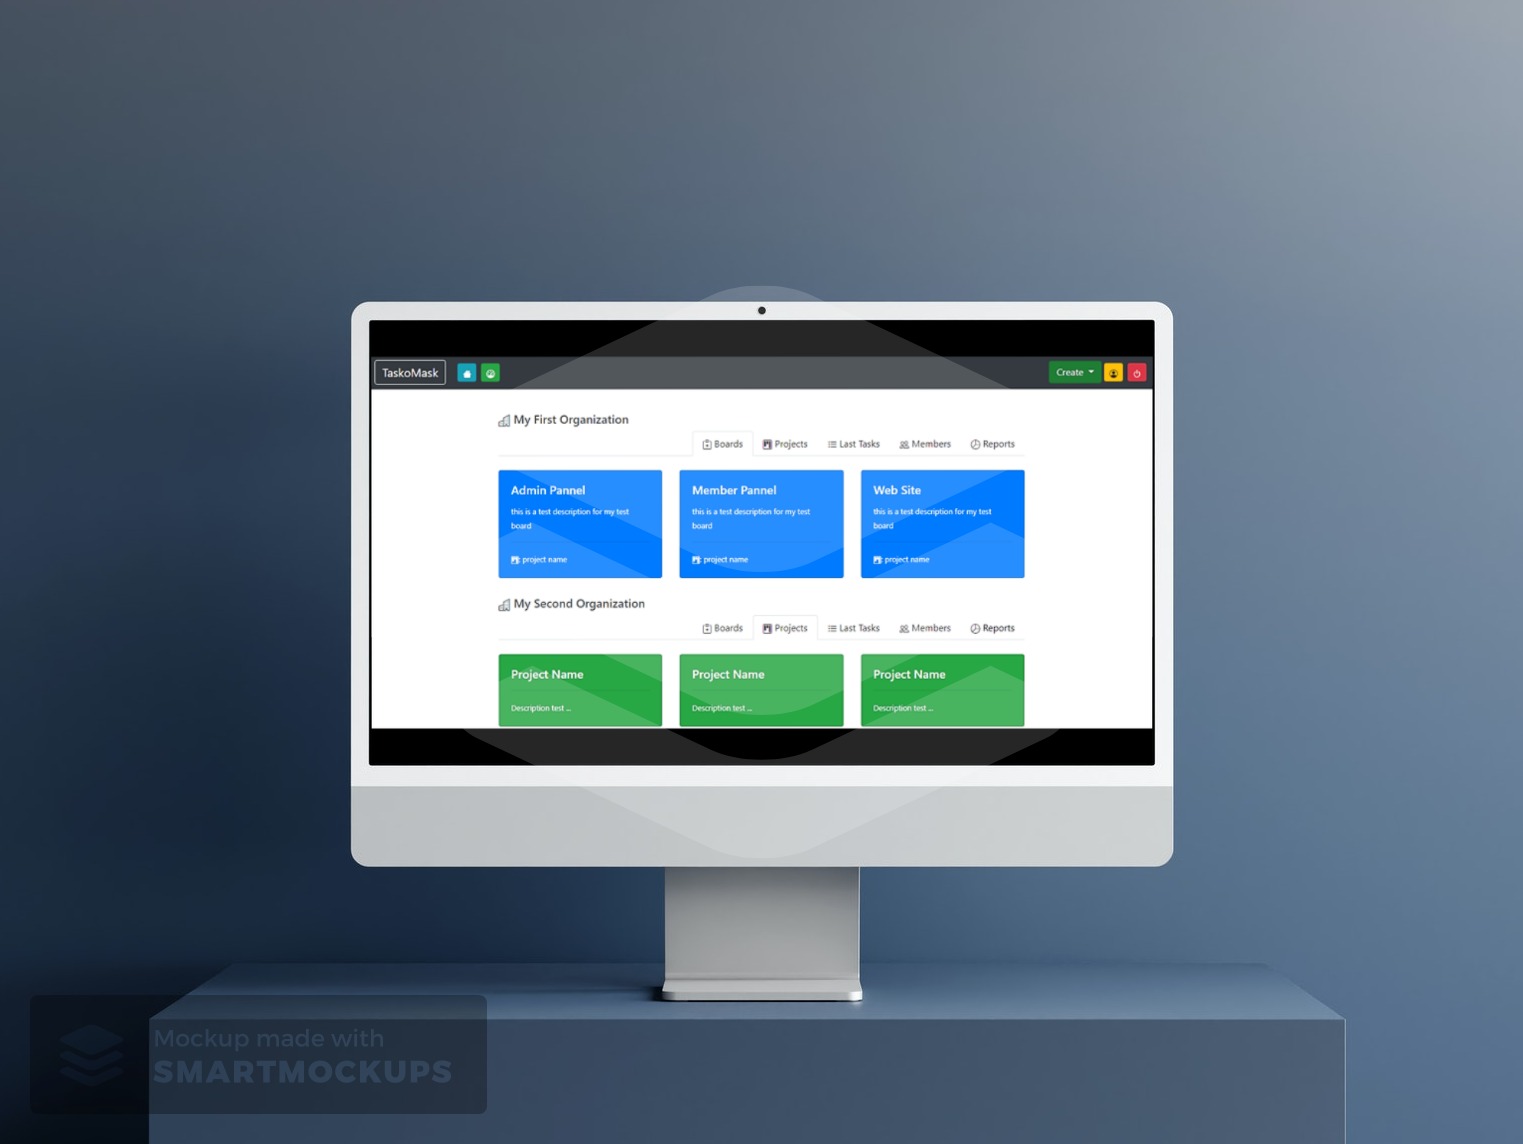 TaskoMask
Create
My First Organization
Boards Projects Last Tasks Members Reports
Admin Pannel
this is a test description for my test
board
project name
Member Pannel
this is a test description for my test
board
project name
Web Site
this is a test description for my test
board
project name
My Second Organization
Boards Projects Last Tasks Members Reports
Project Name
Description test ...
Project Name
Description test ...
Project Name
Description test ...
Mockup made with
SMARTMOCKUPS